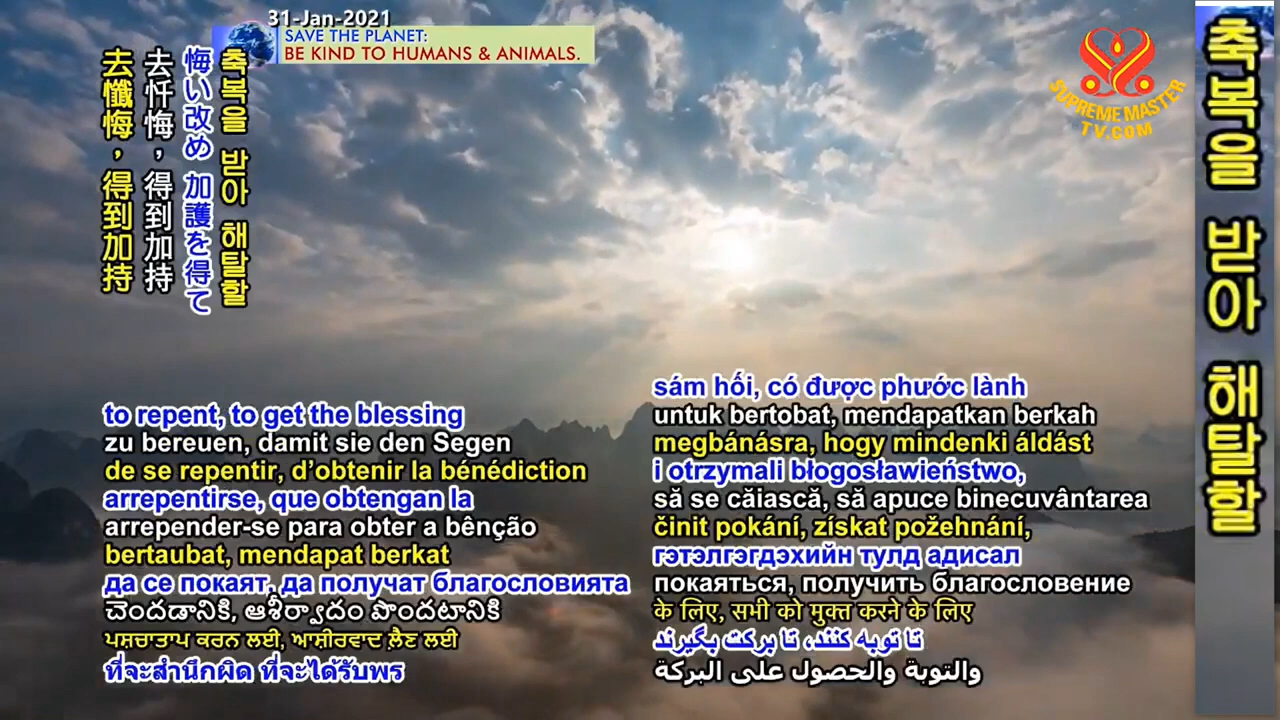 31-Jan-2021
SAVE THE PLANET:
BE KIND TO HUMANS & ANIMALS.
SUPREME MASTER
TV.COM
축복을 받아 해탈할
悔い改め 加護を得て
去忏悔，得到加持
去懺悔，得到加持
to repent, to get the blessing
zu bereuen, damit sie den Segen
de se repentir, d’obtenir la bénédiction
arrepentirse, que obtengan la
arrepender-se para obter a bênção
bertaubat, mendapat berkat
да се покаят, да получат благословията
చెందడానికి, ఆశీర్వాదం పొందటానికి
ਪਸ਼ਚਾਤਾਪ ਕਰਨ ਲਈ, ਆਸ਼ੀਰਵਾਦ ਲੈਣ ਲਈ
ที่จะสำนึกผิด ที่จะได้รับพร
sám hối, có được phước lành
untuk bertobat, mendapatkan berkah
megbánásra, hogy mindenki áldást
i otrzymali błogosławieństwo,
să se căiască, să apuce binecuvântarea
činit pokání, získat požehnání,
гэтэлгэгдэхийн тулд адисал
покаяться, получить благословение
के लिए, सभी को मुक्त करने के लिए
تا توبه کنند، تا برکت بگیرند
والتوبة والحصول على البركة
축복을 받아 해탈할